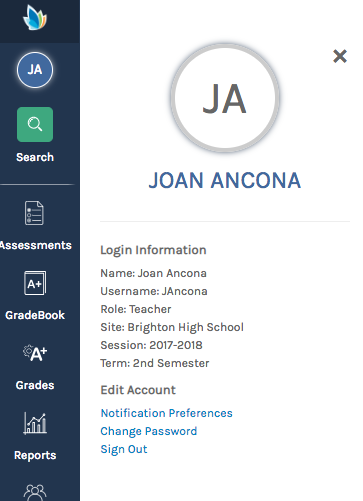 JA
Search
Assessments
A+
GradeBook
A+
Grades
Reports
×
JA
JOAN ANCONA
Login Information
Name: Joan Ancona
Username: JAncona
Role: Teacher
Site: Brighton High School
Session: 2017-2018
Term: 2nd Semester
Edit Account
Notification Preferences
Change Password
Sign Out